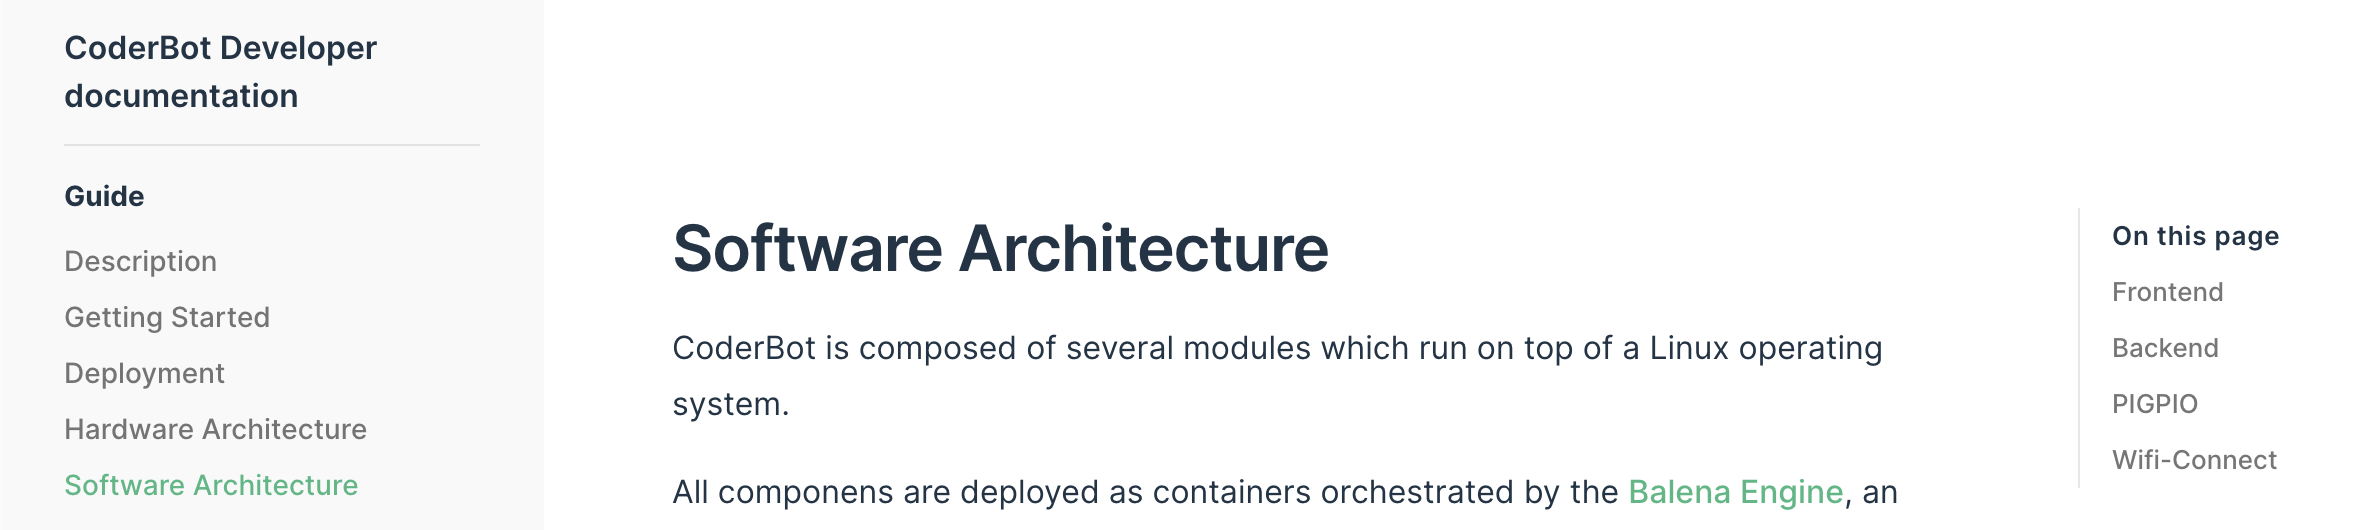 CoderBot Developer
documentation
Guide
Description
Getting Started
Deployment
Hardware Architecture
Software Architecture
Software Architecture
CoderBot is composed of several modules which run on top of a Linux operating
system.
All componens are deployed as containers orchestrated by the Balena Engine, an
On this page
Frontend
Backend
PIGPIO
Wifi-Connect